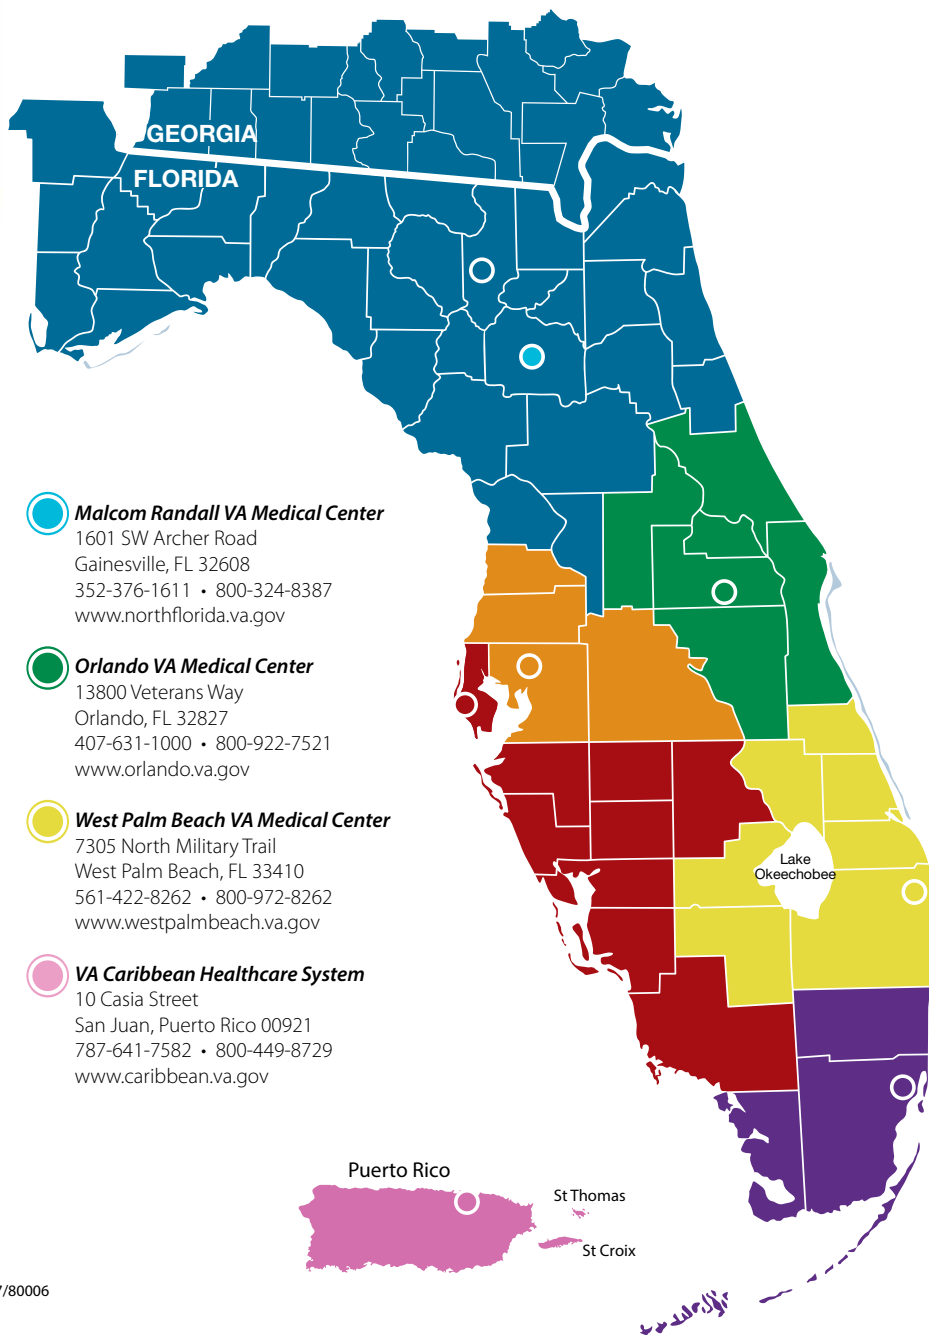 GEORGIA
FLORIDA
Malcom Randall VA Medical Center
1601 SW Archer Road
Gainesville, FL 32608
352-376-1611 • 800-324-8387
www.northflorida.va.gov
Orlando VA Medical Center
13800 Veterans Way
Orlando, FL 32827
407-631-1000 • 800-922-7521
www.orlando.va.gov
West Palm Beach VA Medical Center
7305 North Military Trail
West Palm Beach, FL 33410
561-422-8262 • 800-972-8262
www.westpalmbeach.va.gov
Lake
Okeechobee
VA Caribbean Healthcare System
10 Casia Street
San Juan, Puerto Rico 00921
787-641-7582 • 800-449-8729
www.caribbean.va.gov
Puerto Rico
St Thomas
St Croix
/80006